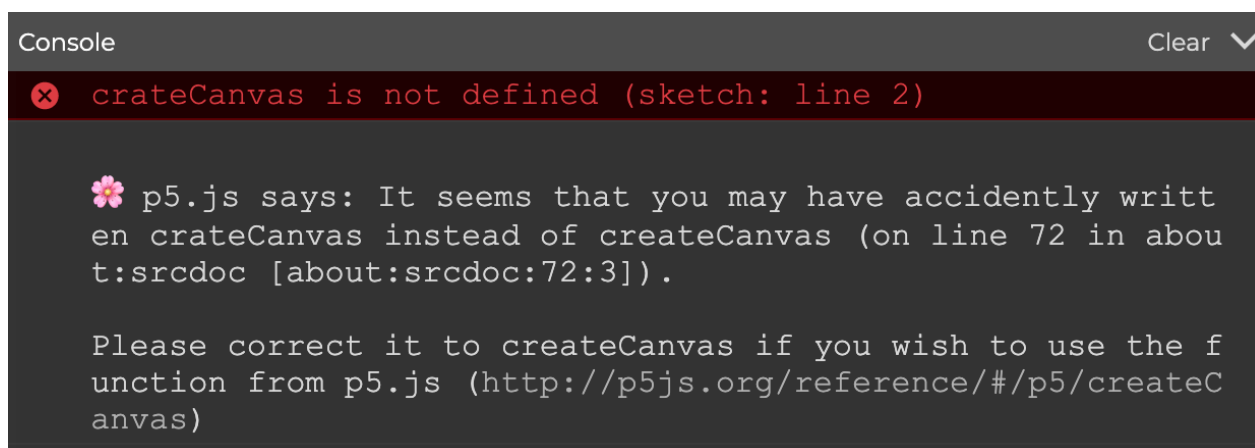 Console
Clear
crateCanvas is not defined (sketch: line 2)
🌸 p5.js says: It seems that you may have accidently writt
en crateCanvas instead of createCanvas (on line 72 in abou
t:srcdoc [about:srcdoc:72:3]).
Please correct it to createCanvas if you wish to use the f
unction from p5.js (http://p5js.org/reference/#/p5/createC
anvas)